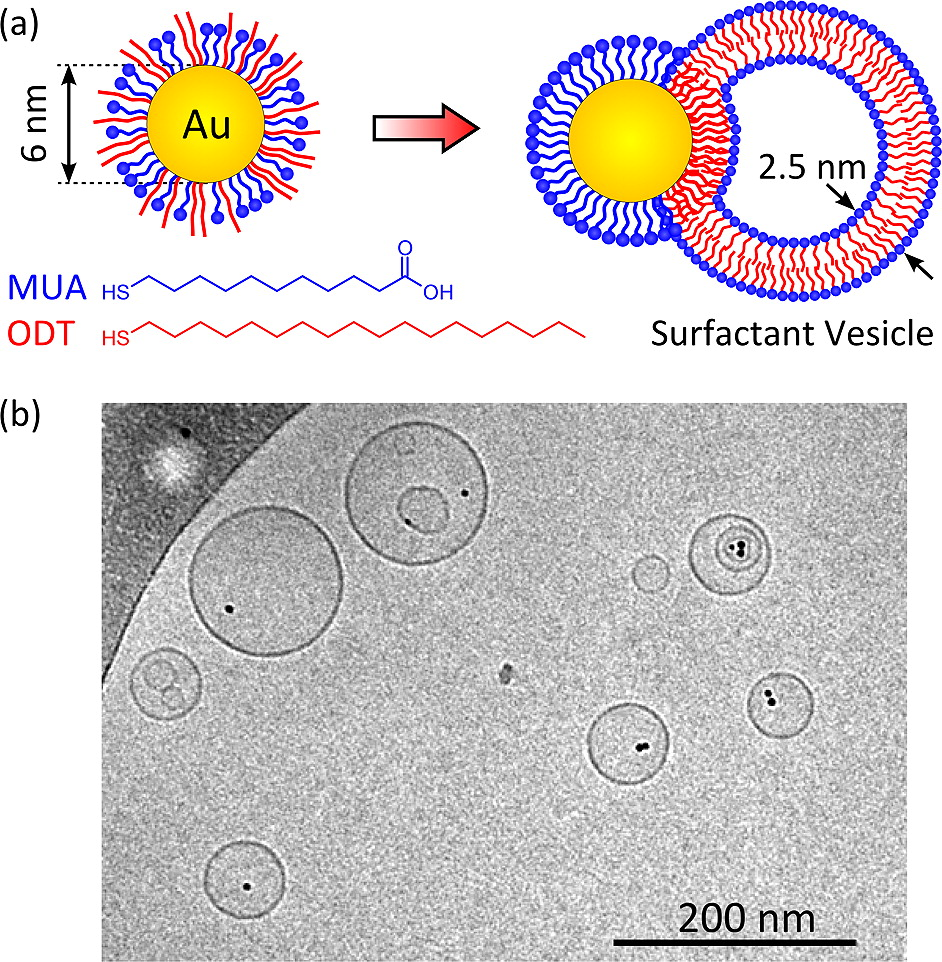 (a)
6 nm
Au
2.5 nm
MUA HS O OH
ODT HS
Surfactant Vesicle
(b)
200 nm